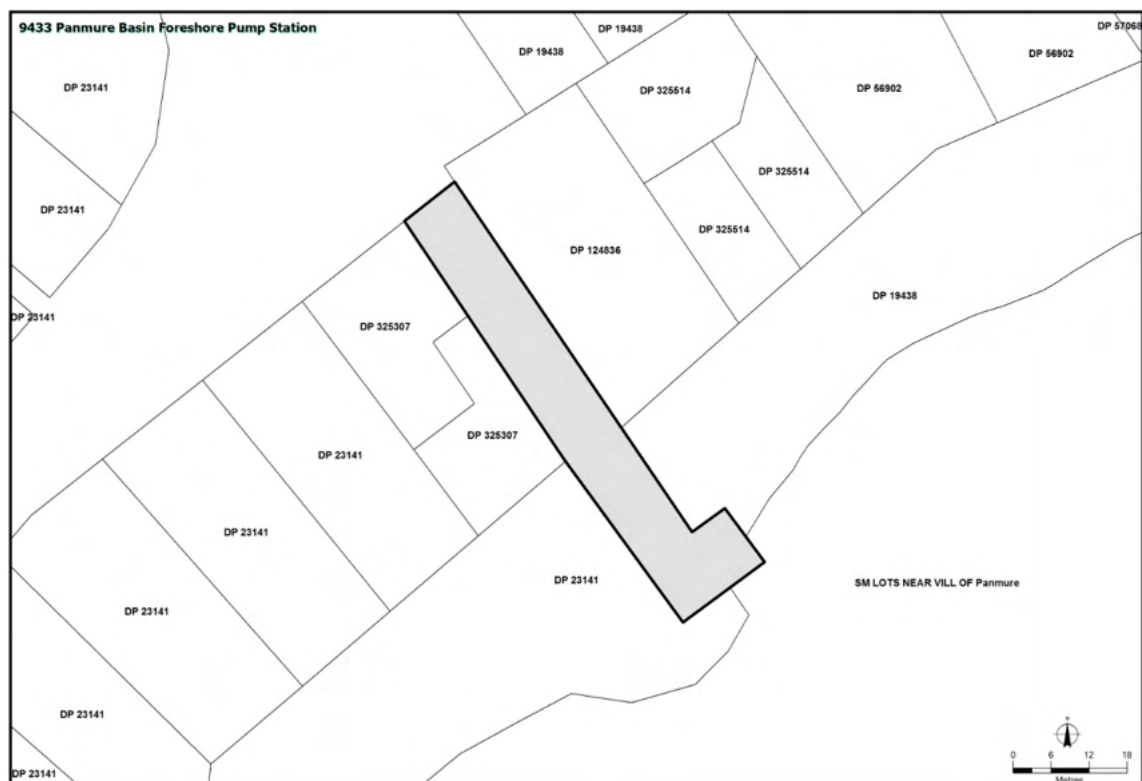 9433 Panmure Basin Foreshore Pump Station
DP 57068
DP 19438
DP 19438
DP 56902
DP 23141
DP 325514
DP 56902
DP 325514
DP 23141
DP 325514
DP 124836
DP 19438
DP 23141
DP 325307
DP 325307
DP 23141
DP 23141
DP 23141
SM LOTS NEAR VILL OF Panmure
DP 23141
DP 23141
DP 23141
N
0 6 12 18
Metres